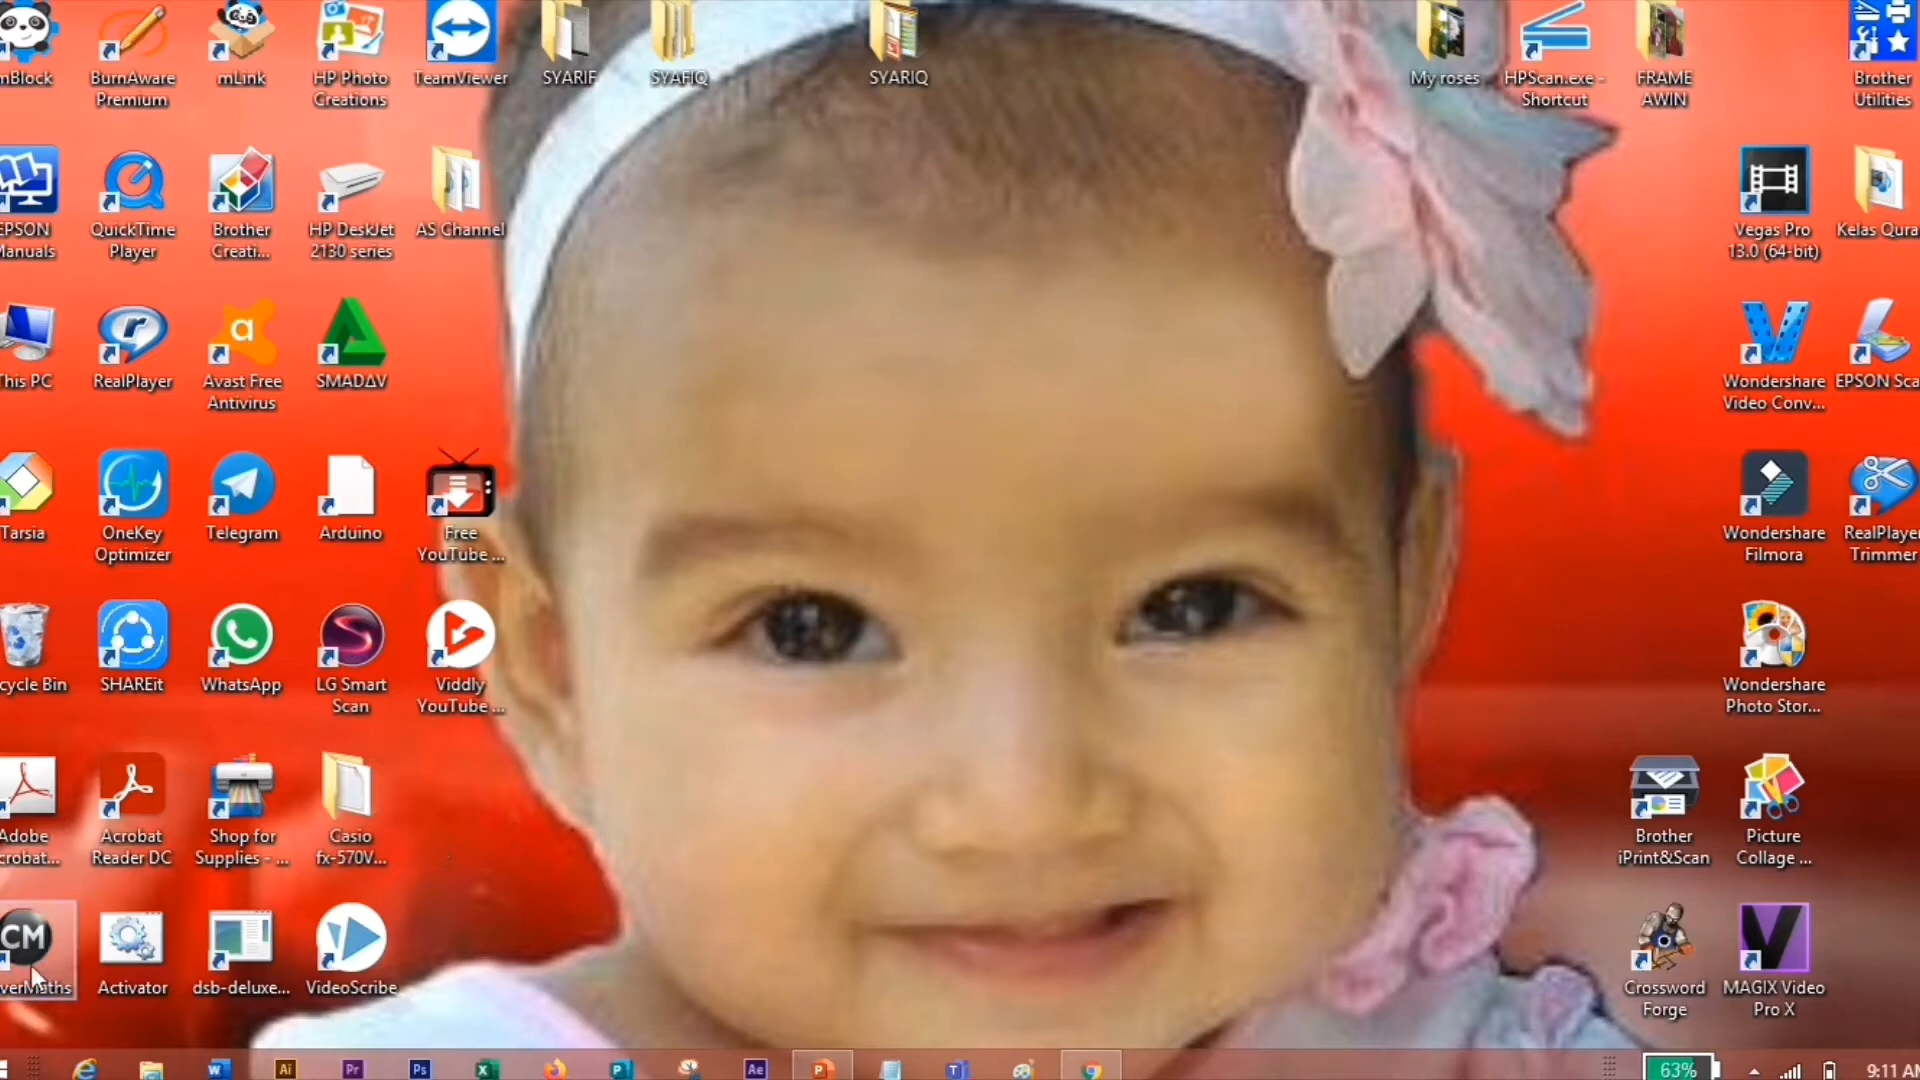 mBlock
BurnAware
Premium
mLink
HP Photo
Creations
TeamViewer
SYARIF
SYAFIQ
SYARIQ
My roses
HPScan.exe -
Shortcut
FRAME
AWIN
Brother
Utilities
EPSON
Manuals
QuickTime
Player
Brother
Creati...
HP DeskJet
2130 series
AS Channel
Vegas Pro
13.0 (64-bit)
Kelas Qura
This PC
RealPlayer
Avast Free
Antivirus
SMADΔV
Wondershare
Video Conv...
EPSON Sca
Tarsia
OneKey
Optimizer
Telegram
Arduino
Free
YouTube ...
Wondershare
Filmora
RealPlayer
Trimmer
cycle Bin
SHAREit
WhatsApp
LG Smart
Scan
Viddly
YouTube ...
Wondershare
Photo Stor...
Adobe
crobat...
Acrobat
Reader DC
Shop for
Supplies - ...
Casio
fx-570V...
Brother
iPrint&Scan
Picture
Collage ...
CM
verMaths
Activator
dsb-deluxe...
VideoScribe
Crossword
Forge
MAGIX Video
Pro X
63%
9:11 AM